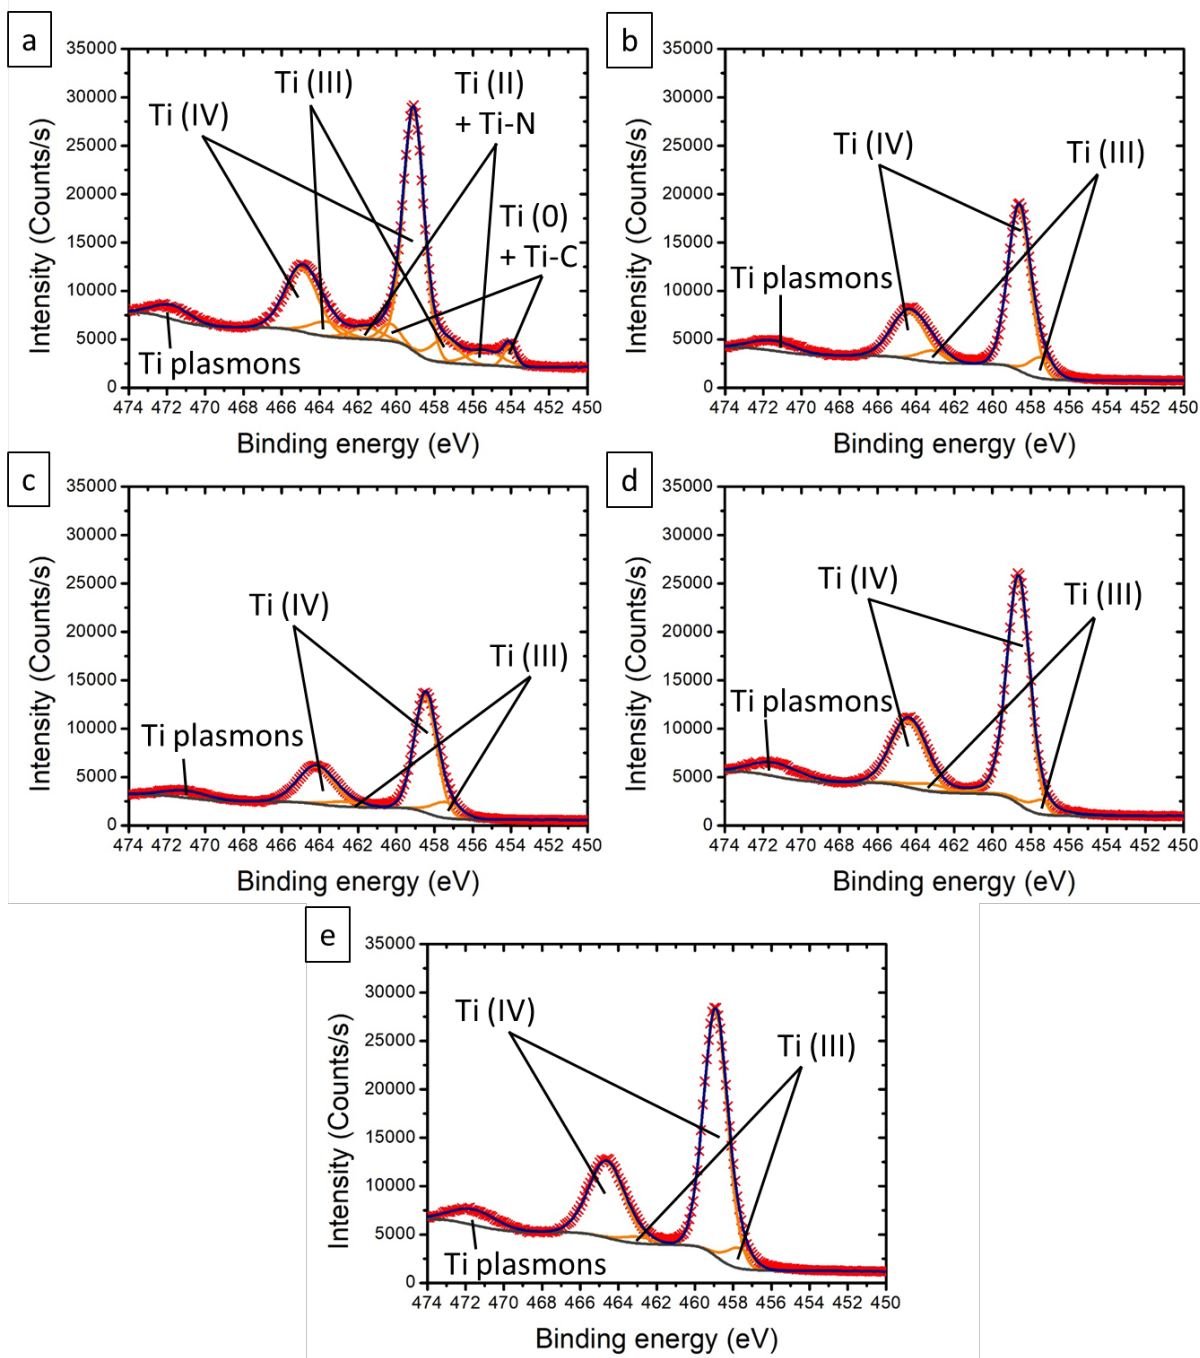 a
35000
30000
25000
20000
15000
10000
5000
0
Intensity (Counts/s)
Ti (IV)
Ti (III)
Ti (II)
+ Ti-N
Ti (0)
+ Ti-C
Ti plasmons
474 472 470 468 466 464 462 460 458 456 454 452 450
Binding energy (eV)
b
35000
30000
25000
20000
15000
10000
5000
0
Intensity (Counts/s)
Ti (IV)
Ti (III)
Ti plasmons
474 472 470 468 466 464 462 460 458 456 454 452 450
Binding energy (eV)
c
35000
30000
25000
20000
15000
10000
5000
0
Intensity (Counts/s)
Ti (IV)
Ti (III)
Ti plasmons
474 472 470 468 466 464 462 460 458 456 454 452 450
Binding energy (eV)
d
35000
30000
25000
20000
15000
10000
5000
0
Intensity (Counts/s)
Ti (IV)
Ti (III)
Ti plasmons
474 472 470 468 466 464 462 460 458 456 454 452 450
Binding energy (eV)
e
35000
30000
25000
20000
15000
10000
5000
0
Intensity (Counts/s)
Ti (IV)
Ti (III)
Ti plasmons
474 472 470 468 466 464 462 460 458 456 454 452 450
Binding energy (eV)